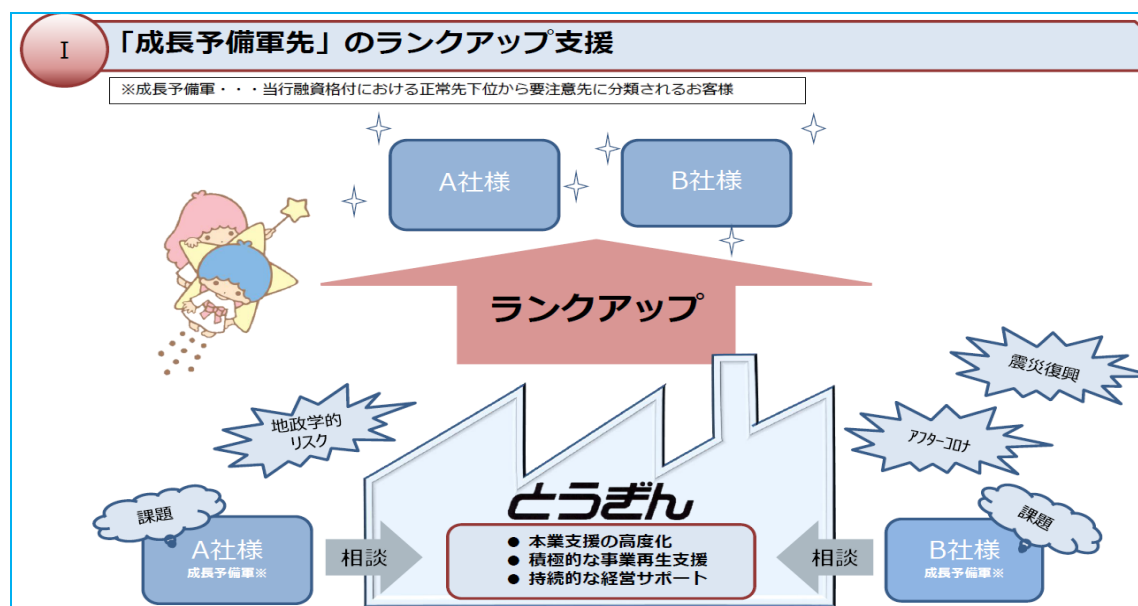 I
「成長予備軍先」のランクアップ支援
※成長予備軍・・・当行融資格付における正常先下位から要注意先に分類されるお客様
A社様
B社様
ランクアップ
震災復興
地政学的
リスク
アフターコロナ
とうぎん
課題
課題
A社様
成長予備軍※
相談
● 本業支援の高度化
● 積極的な事業再生支援
● 持続的な経営サポート
相談
B社様
成長予備軍※